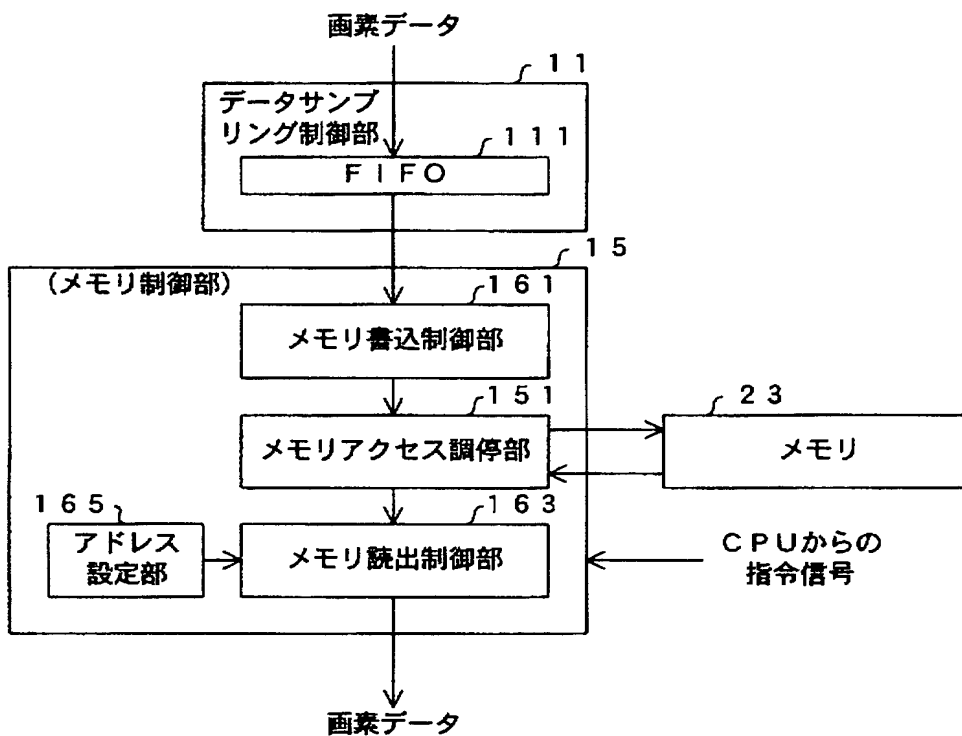 画素データ
11
データサンプ
リング制御部
111
FIFO
15
(メモリ制御部)
161
メモリ書込制御部
151
メモリアクセス調停部
23
メモリ
165
アドレス
設定部
163
メモリ読出制御部
CPUからの
指令信号
画素データ